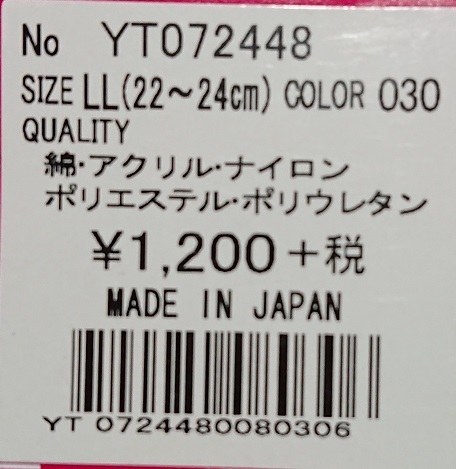 No YT072448
SIZE LL(22〜24cm) COLOR 030
QUALITY
綿・アクリル・ナイロン
ポリエステル・ポリウレタン
¥1,200+税
MADE IN JAPAN
YT 0724480080306